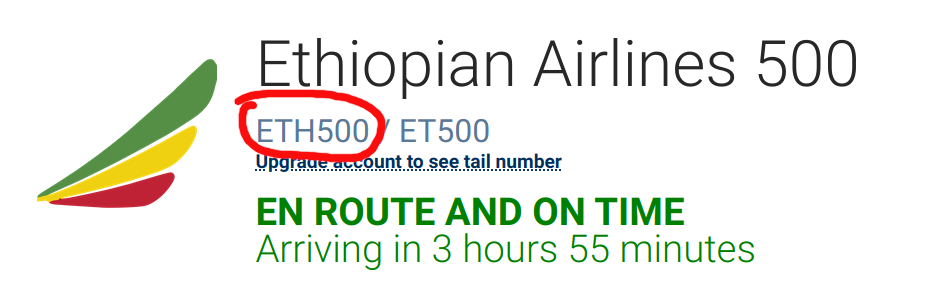 Ethiopian Airlines 500
ETH500 / ET500
Upgrade account to see tail number
EN ROUTE AND ON TIME
Arriving in 3 hours 55 minutes